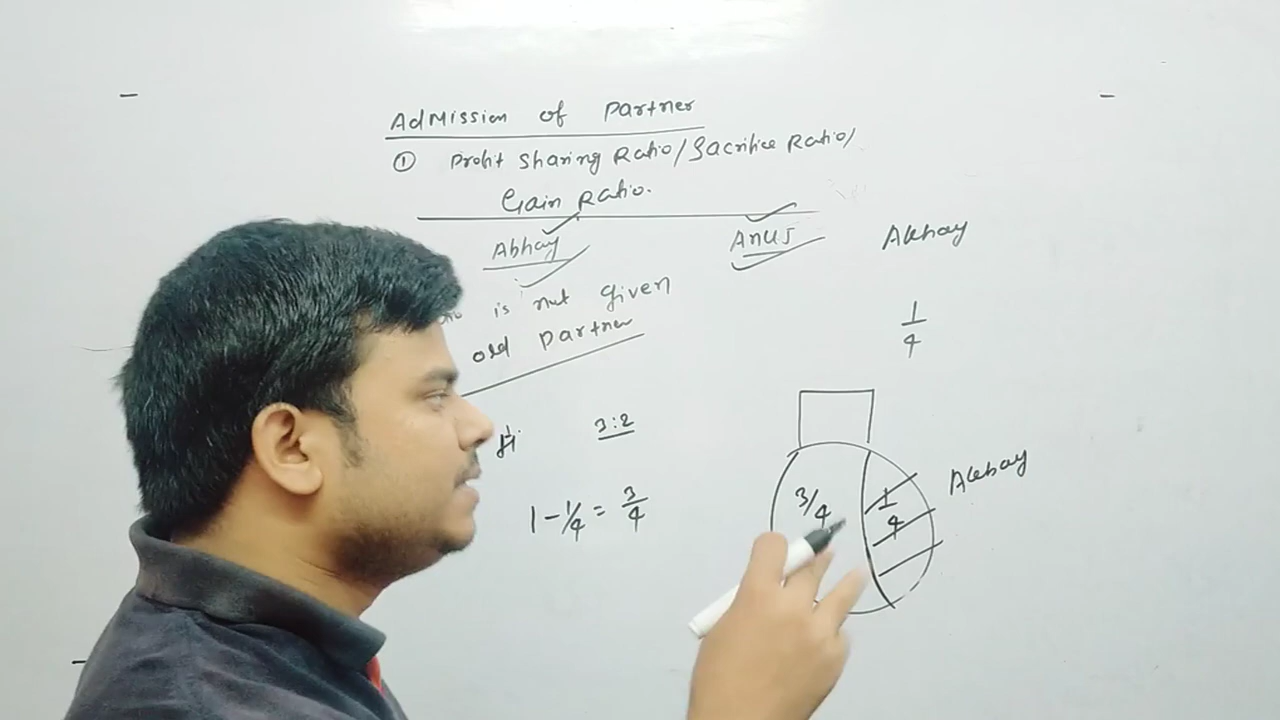 Admission of Partner
① Profit Sharing Ratio/Sacrifice Ratio/
Gain Ratio.
Abhay Anuj Akhay
is not given
old Partner
1/4
3:2
1 - 1/4 = 3/4
3/4 1/4 Akhay